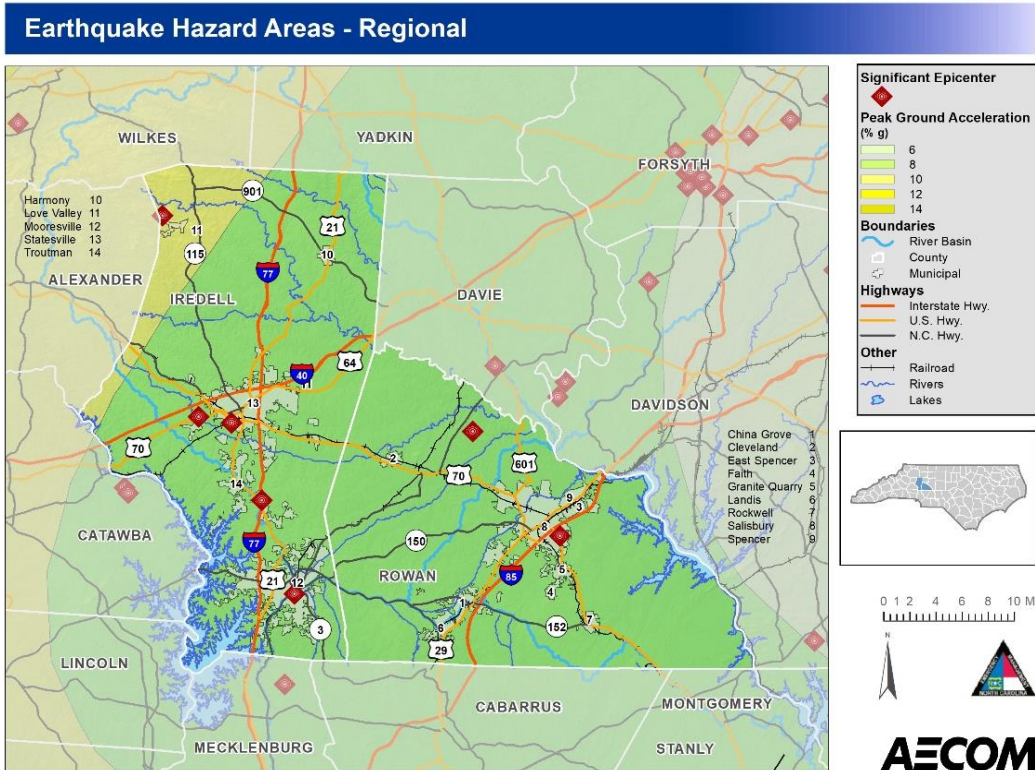 Earthquake Hazard Areas - Regional
WILKES
YADKIN
FORSYTH
Harmony 10
Love Valley 11
Mooresville 12
Statesville 13
Troutman 14
901
21
11
115
10
77
ALEXANDER
IREDELL
DAVIE
64
40
13
DAVIDSON
70
2
70
601
14
China Grove 1
Cleveland 2
East Spencer 3
Faith 4
Granite Quarry 5
Landis 6
Rockwell 7
Salisbury 8
Spencer 9
9
3
8
CATAWBA
77
150
ROWAN
85
5
4
21
12
1
6
3
152
7
29
LINCOLN
CABARRUS
MONTGOMERY
MECKLENBURG
STANLY
Significant Epicenter
Peak Ground Acceleration
(% g)
6
8
10
12
14
Boundaries
River Basin
County
Municipal
Highways
Interstate Hwy.
U.S. Hwy.
N.C. Hwy.
Other
Railroad
Rivers
Lakes
0 1 2 4 6 8 10 M
N
NORTH CAROLINA
AECOM